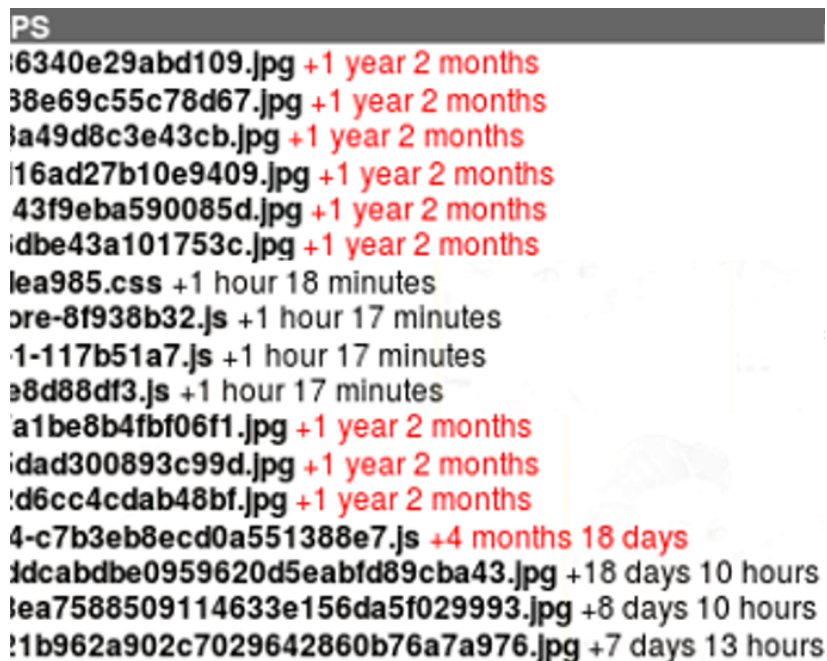 PS
6340e29abd109.jpg +1 year 2 months
38e69c55c78d67.jpg +1 year 2 months
3a49d8c3e43cb.jpg +1 year 2 months
16ad27b10e9409.jpg +1 year 2 months
43f9eba590085d.jpg +1 year 2 months
dbe43a101753c.jpg +1 year 2 months
lea985.css +1 hour 18 minutes
ore-8f938b32.js +1 hour 17 minutes
-1-117b51a7.js +1 hour 17 minutes
e8d88df3.js +1 hour 17 minutes
a1be8b4fbf06f1.jpg +1 year 2 months
dad300893c99d.jpg +1 year 2 months
d6cc4cdab48bf.jpg +1 year 2 months
4-c7b3eb8ecd0a551388e7.js +4 months 18 days
ddcabdbe0959620d5eabfd89cba43.jpg +18 days 10 hours
3ea7588509114633e156da5f029993.jpg +8 days 10 hours
21b962a902c7029642860b76a7a976.jpg +7 days 13 hours